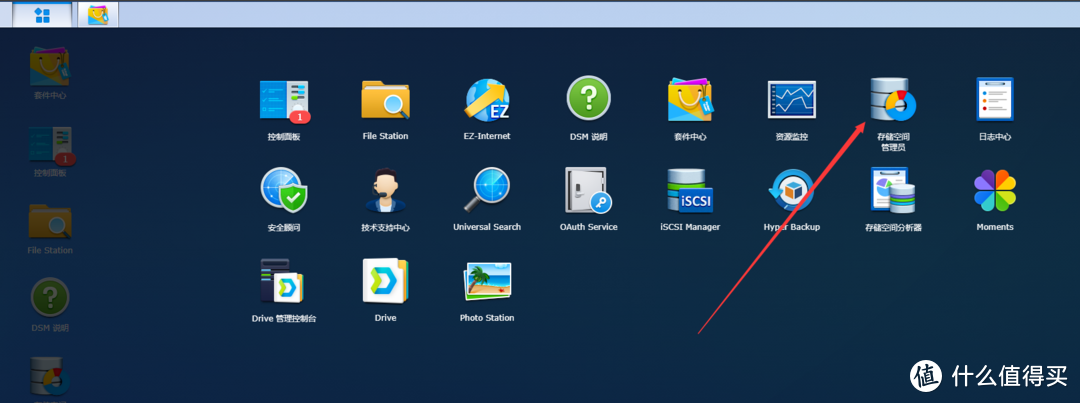 套件中心
1
控制面板
File Station
DSM 说明
1
控制面板
File Station
EZ
EZ-Internet
DSM 说明
套件中心
资源监控
存储空间
管理员
日志中心
安全顾问
技术支持中心
Universal Search
OAuth Service
iSCSI
iSCSI Manager
Hyper Backup
存储空间分析器
Moments
Drive 管理控制台
Drive
Photo Station
值 什么值得买